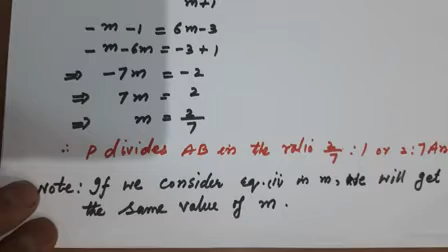 m+1
- m - 1 = 6m - 3
- m - 6m = -3 + 1
⇒ -7m = -2
⇒ 7m = 2
⇒ m = 2/7
∴ P divides AB in the ratio 2/7 : 1 or 2 : 7 An
Note: If we consider eq. (ii) in m, we will get
the same value of m.